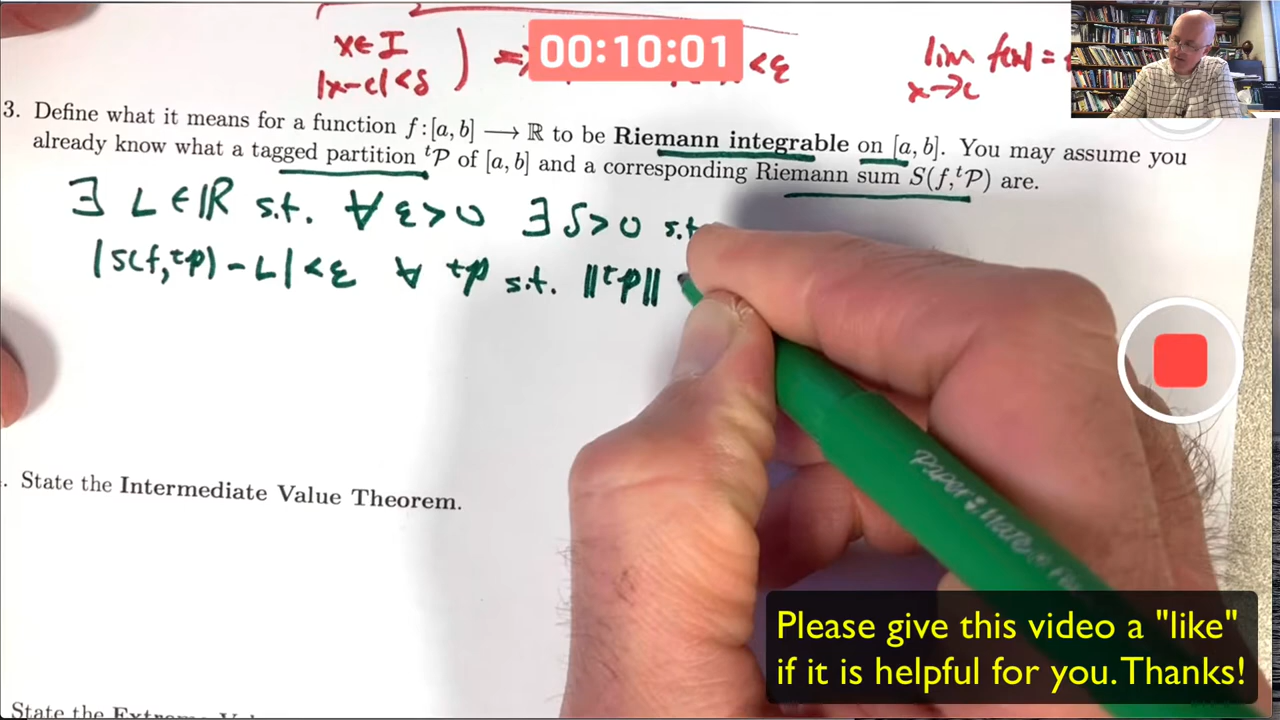 x∈I
|x-c|<δ ) => <ε
lim f(x) =
x→c
00:10:01
3. Define what it means for a function f:[a,b] ⟶ ℝ to be Riemann integrable on [a,b]. You may assume you
already know what a tagged partition ᵗP of [a,b] and a corresponding Riemann sum S(f,ᵗP) are.
∃ L∈ℝ s.t. ∀ ε>0 ∃ δ>0 s.t.
|S(f,ᵗP)-L|<ε ∀ ᵗP s.t. ||ᵗP||
. State the Intermediate Value Theorem.
State the
Paper:Mate
Please give this video a "like"
if it is helpful for you. Thanks!